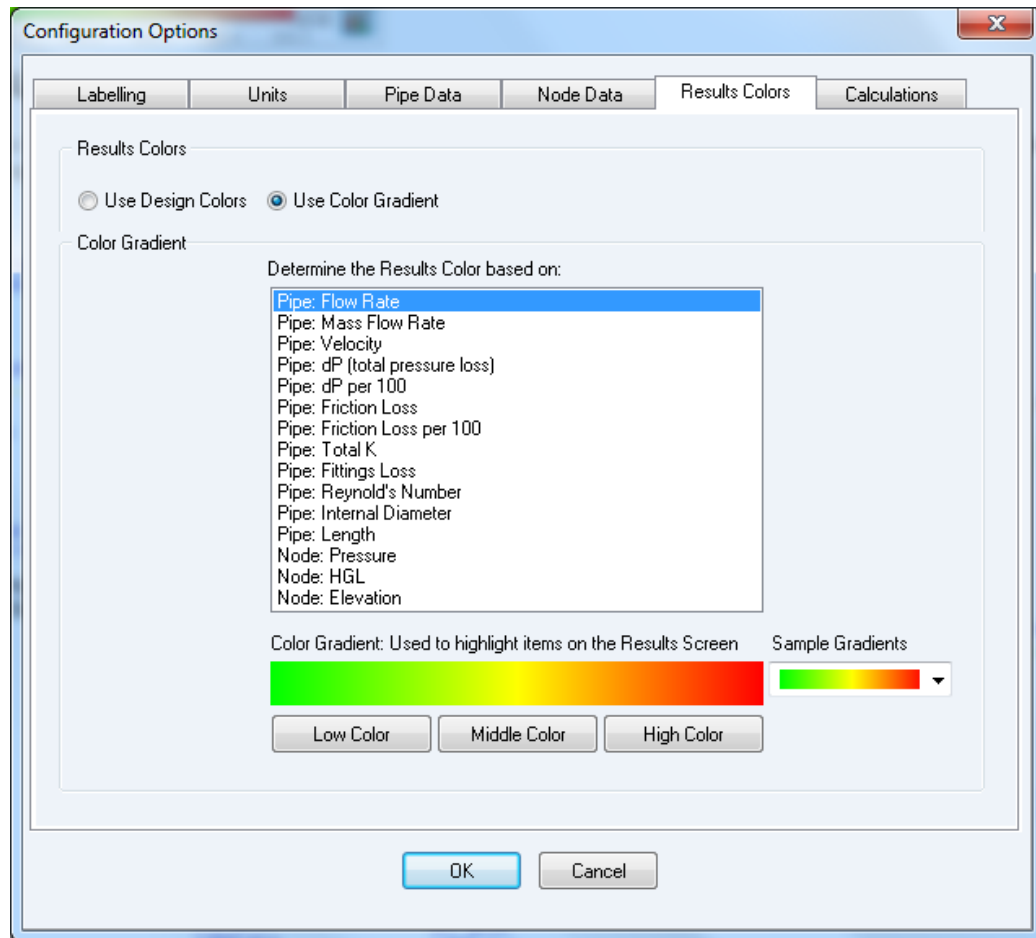 Configuration Options
Labelling Units Pipe Data Node Data Results Colors Calculations
Results Colors
Use Design Colors Use Color Gradient
Color Gradient
Determine the Results Color based on:
Pipe: Flow Rate
Pipe: Mass Flow Rate
Pipe: Velocity
Pipe: dP (total pressure loss)
Pipe: dP per 100
Pipe: Friction Loss
Pipe: Friction Loss per 100
Pipe: Total K
Pipe: Fittings Loss
Pipe: Reynold's Number
Pipe: Internal Diameter
Pipe: Length
Node: Pressure
Node: HGL
Node: Elevation
Color Gradient: Used to highlight items on the Results Screen Sample Gradients
Low Color Middle Color High Color
OK Cancel